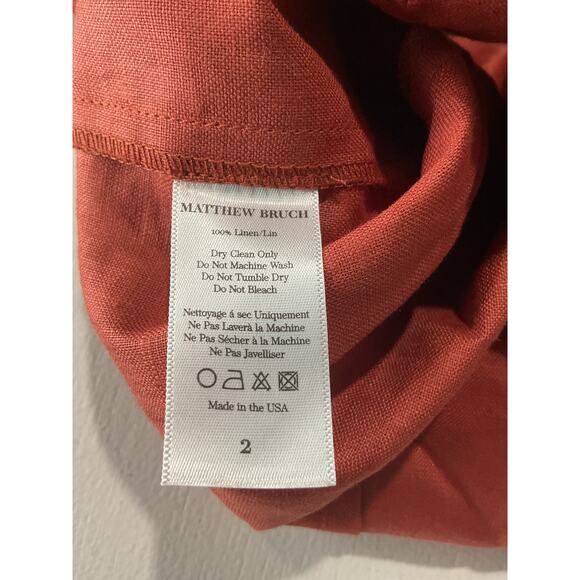 MATTHEW BRUCH
100% Linen/Lin
Dry Clean Only
Do Not Machine Wash
Do Not Tumble Dry
Do Not Bleach
Nettoyage á sec Uniquement
Ne Pas Laverà la Machine
Ne Pas Sécher à la Machine
Ne Pas Javelliser
Made in the USA
2